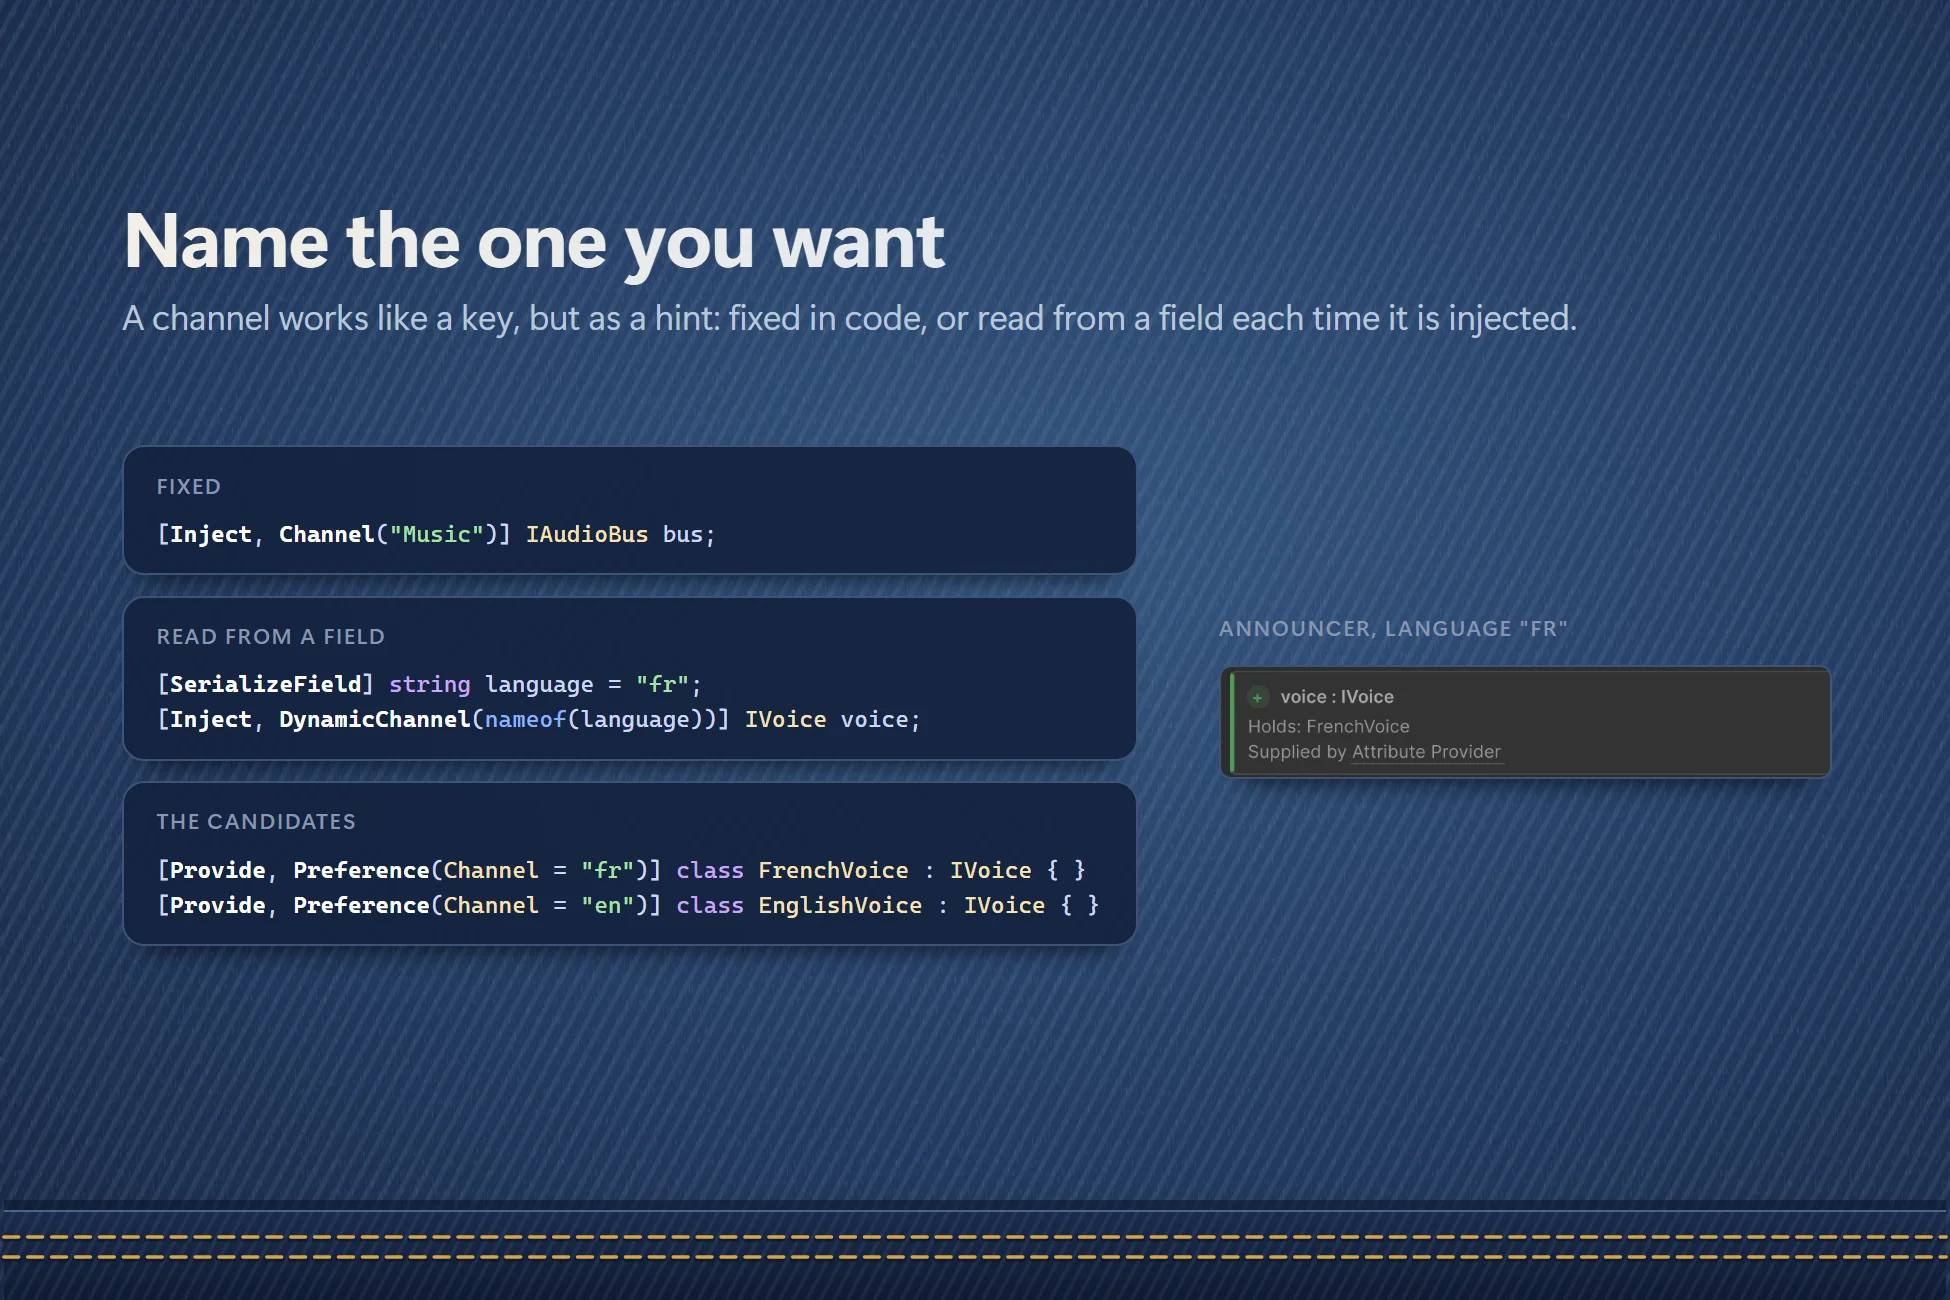 Name the one you want
A channel works like a key, but as a hint: fixed in code, or read from a field each time it is injected.
FIXED
[Inject, Channel("Music")] IAudioBus bus;
READ FROM A FIELD
[SerializeField] string language = "fr";
[Inject, DynamicChannel(nameof(language))] IVoice voice;
THE CANDIDATES
[Provide, Preference(Channel = "fr")] class FrenchVoice : IVoice { }
[Provide, Preference(Channel = "en")] class EnglishVoice : IVoice { }
ANNOUNCER, LANGUAGE "FR"
+ voice : IVoice
Holds: FrenchVoice
Supplied by Attribute Provider